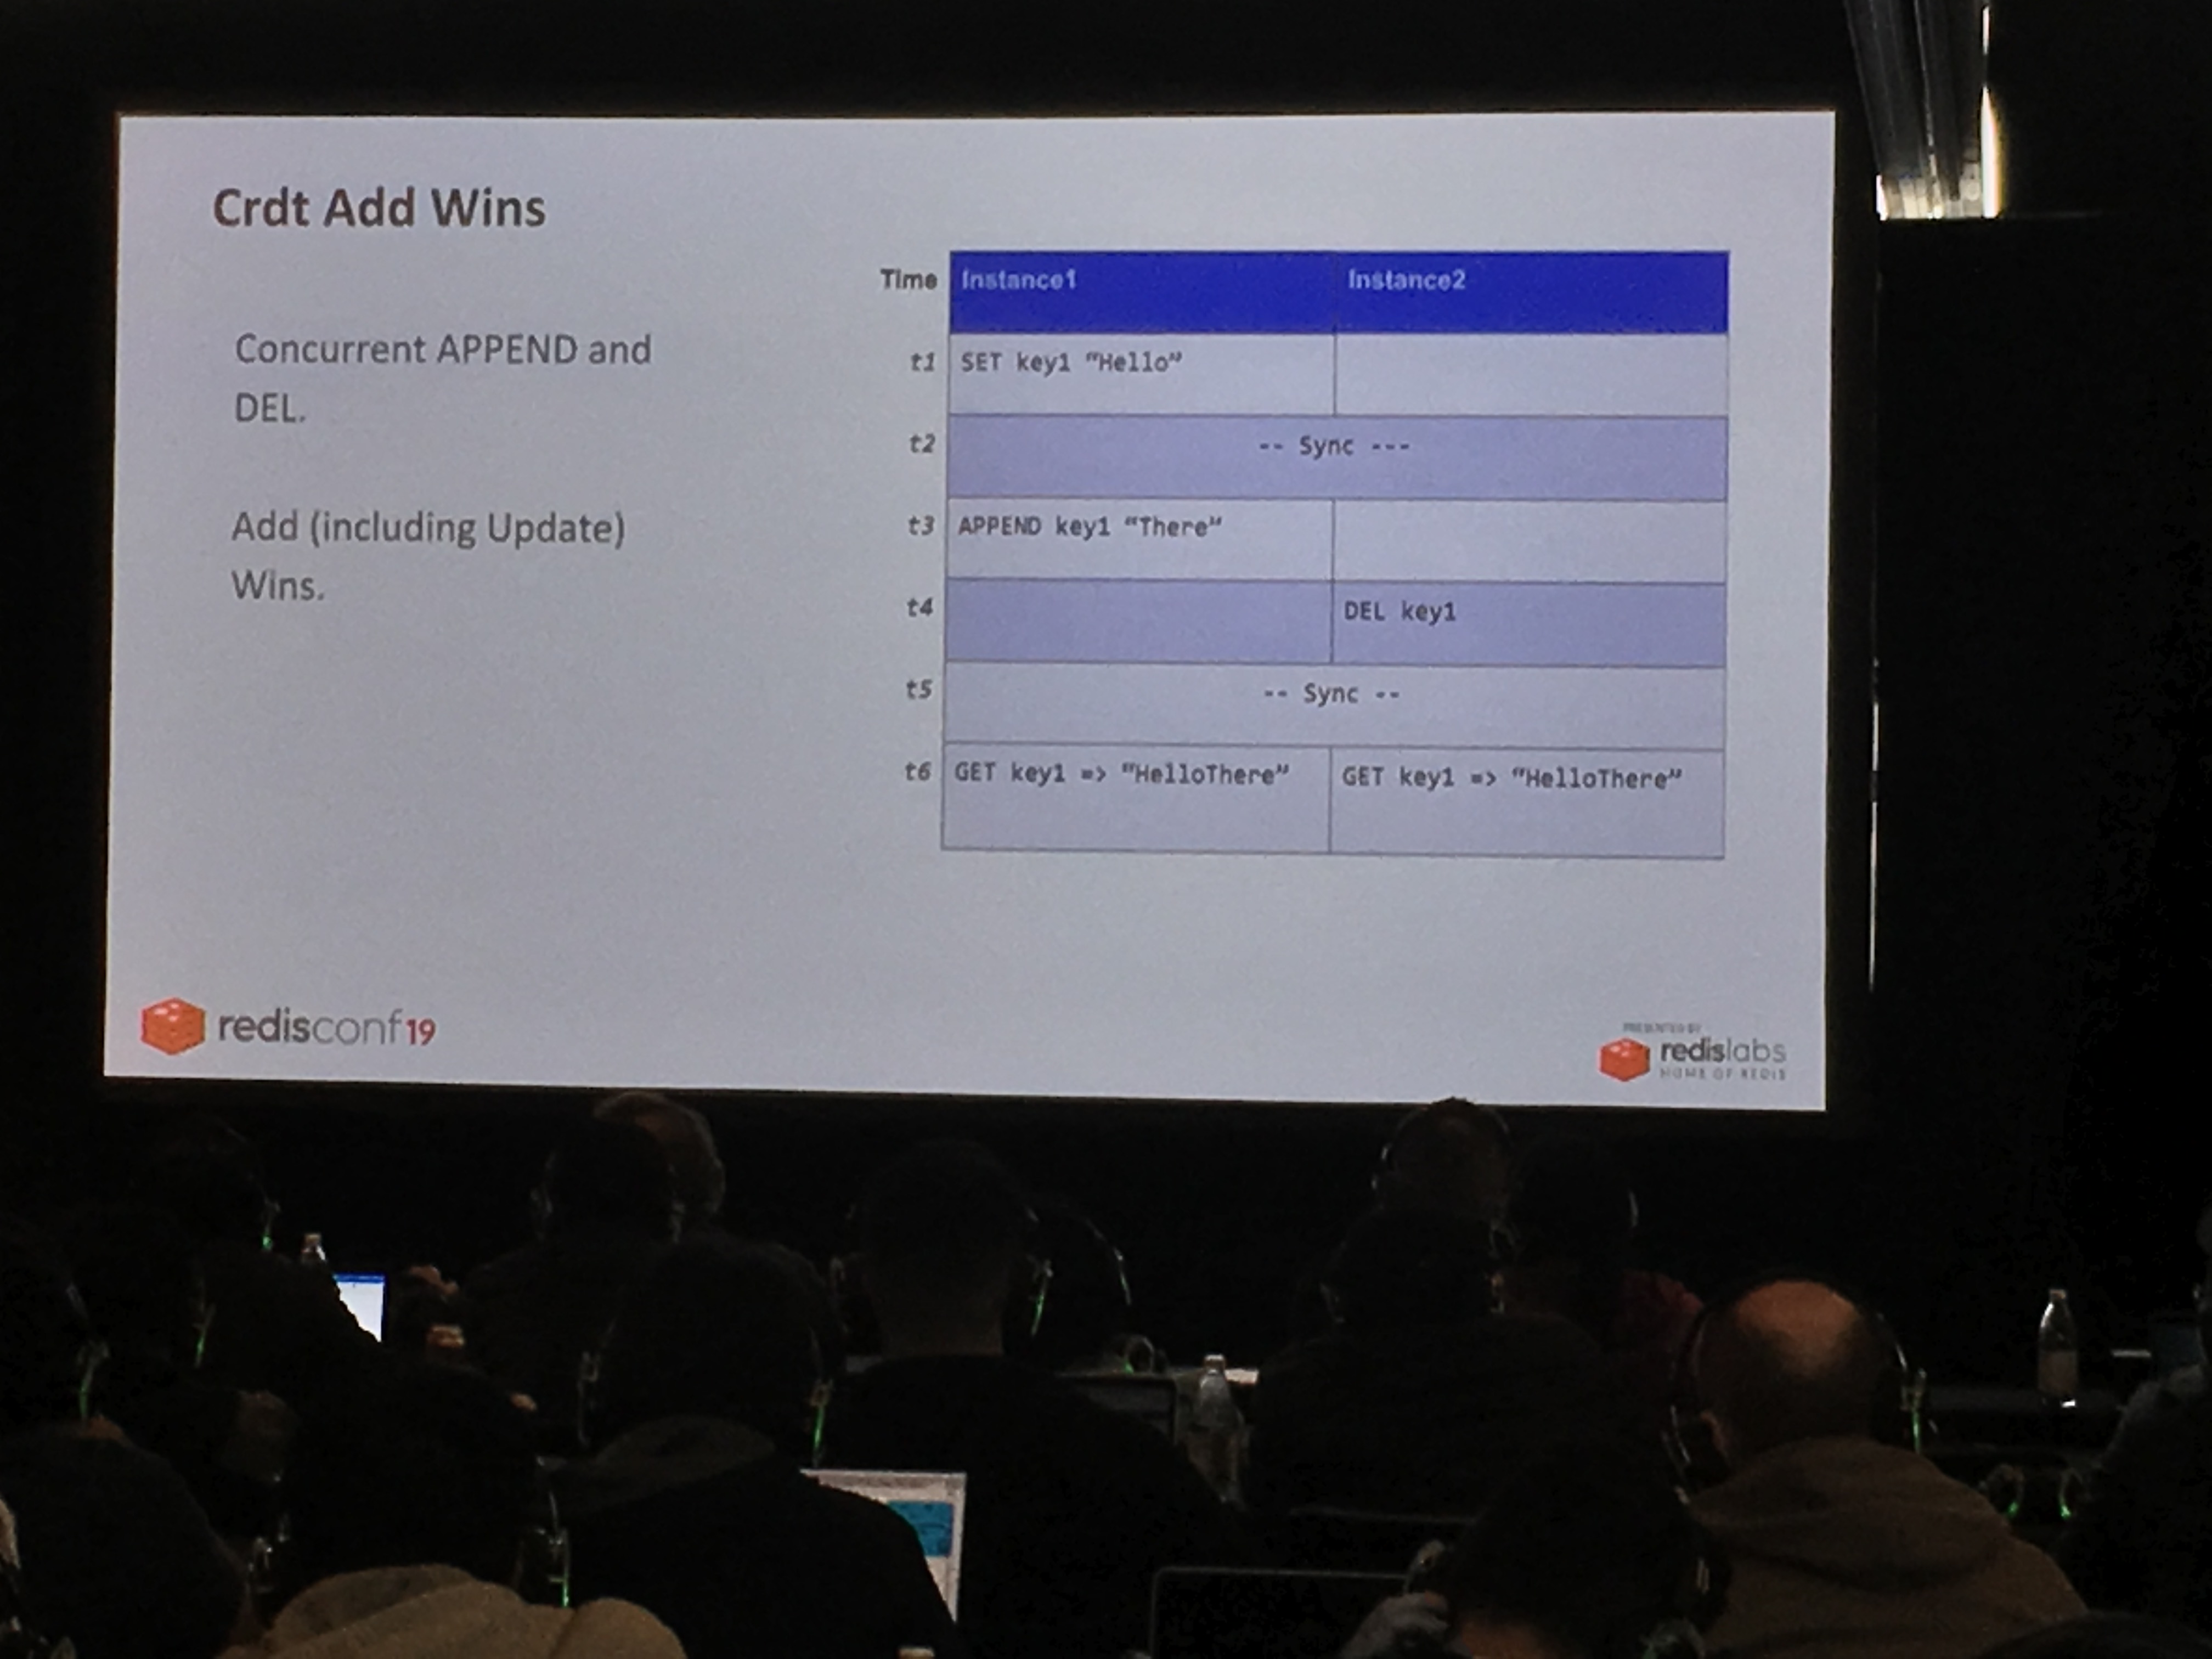 Crdt Add Wins
Concurrent APPEND and
DEL.
Add (including Update)
Wins.
Time Instance1 Instance2
t1 SET key1 “Hello”
t2 -- Sync ---
t3 APPEND key1 “There”
t4 DEL key1
t5 -- Sync --
t6 GET key1 => “HelloThere” GET key1 => “HelloThere”
redisconf19
PRESENTED BY
redislabs
HOME OF REDIS